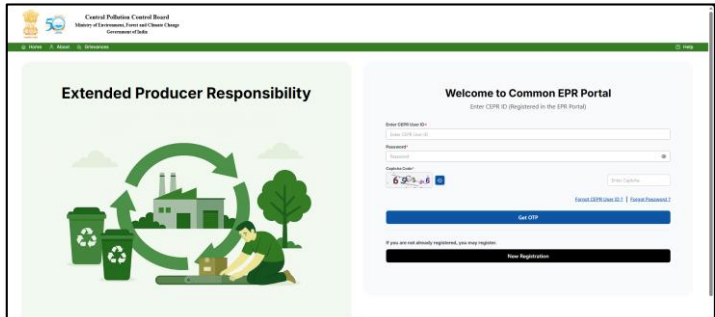 Central Pollution Control Board
Ministry of Environment, Forest and Climate Change
Government of India
Home About Grievances Help
Extended Producer Responsibility
Welcome to Common EPR Portal
Enter CEPR ID (Registered in the EPR Portal)
Enter CEPR User ID*
Enter CEPR User ID
Password*
Password
Captcha Code*
Enter Captcha
Forgot CEPR User ID ? | Forgot Password ?
Get OTP
If you are not already registered, you may register.
New Registration